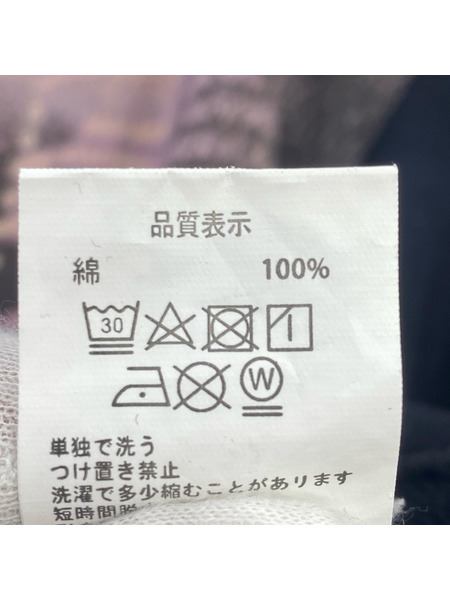 品質表示
綿 100%
30
W
単独で洗う
つけ置き禁止
洗濯で多少縮むことがあります
短時間脱